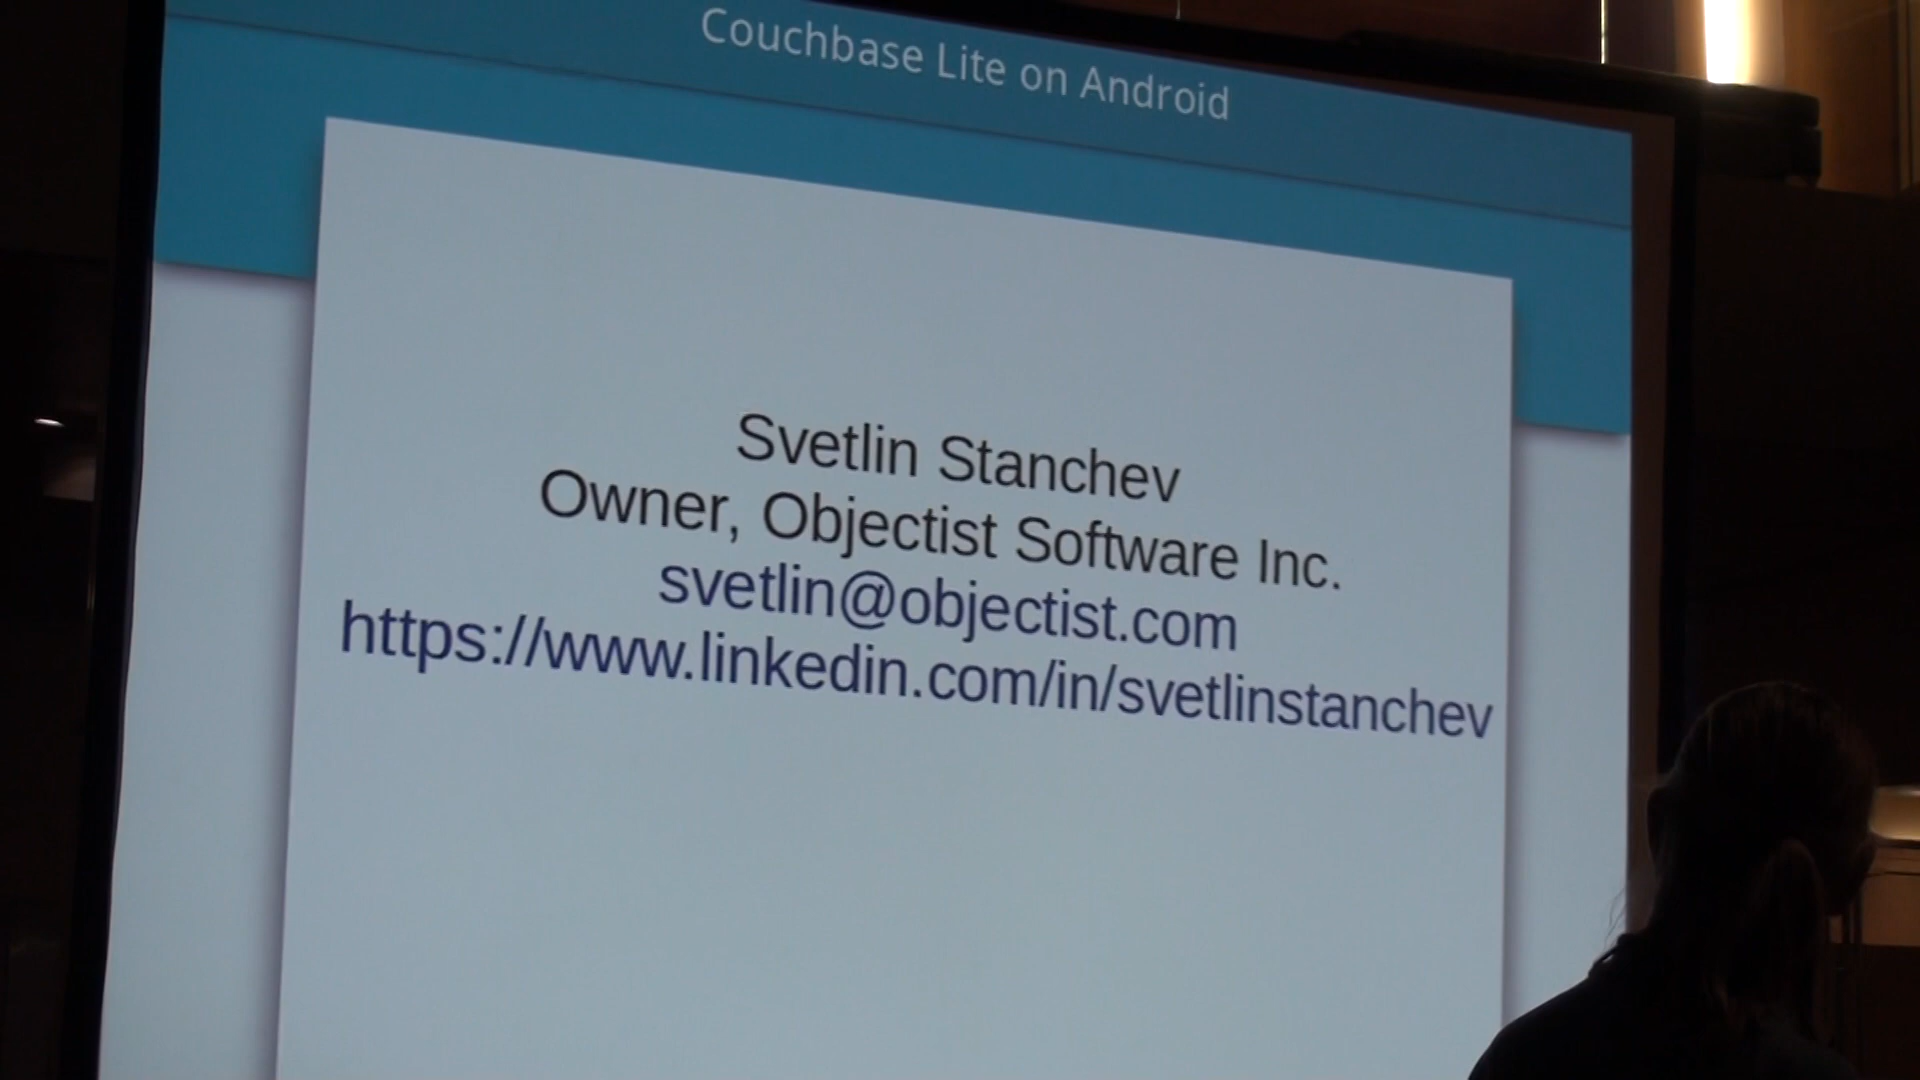 Couchbase Lite on Android
Svetlin Stanchev
Owner, Objectist Software Inc.
svetlin@objectist.com
https://www.linkedin.com/in/svetlinstanchev